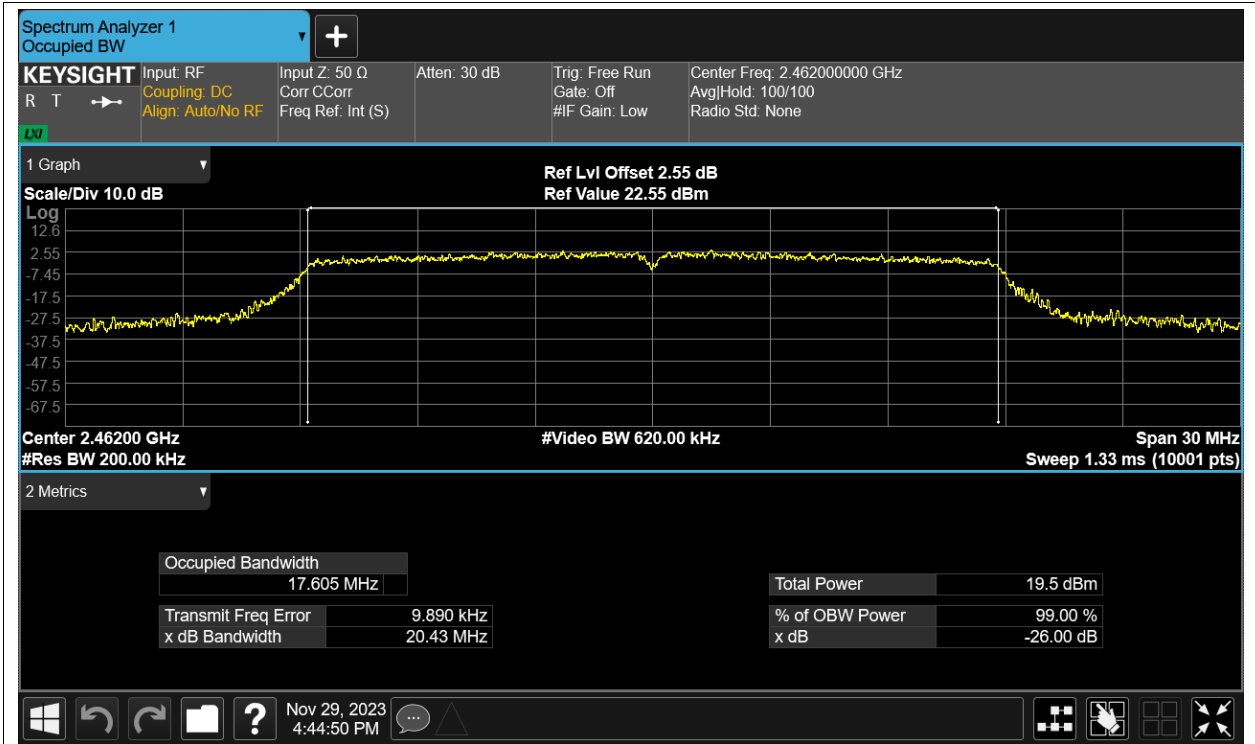 Spectrum Analyzer 1
Occupied BW
KEYSIGHT
R T
LXI
Input: RF
Coupling: DC
Align: Auto/No RF
Input Z: 50 Ω
Corr CCorr
Freq Ref: Int (S)
Atten: 30 dB
Trig: Free Run
Gate: Off
#IF Gain: Low
Center Freq: 2.462000000 GHz
Avg|Hold: 100/100
Radio Std: None
1 Graph
Scale/Div 10.0 dB
Ref Lvl Offset 2.55 dB
Ref Value 22.55 dBm
Log
12.6
2.55
-7.45
-17.5
-27.5
-37.5
-47.5
-57.5
-67.5
Center 2.46200 GHz
#Video BW 620.00 kHz
Span 30 MHz
#Res BW 200.00 kHz
Sweep 1.33 ms (10001 pts)
2 Metrics
Occupied Bandwidth
17.605 MHz
Total Power 19.5 dBm
Transmit Freq Error 9.890 kHz
% of OBW Power 99.00 %
x dB Bandwidth 20.43 MHz
x dB -26.00 dB
?
Nov 29, 2023
4:44:50 PM